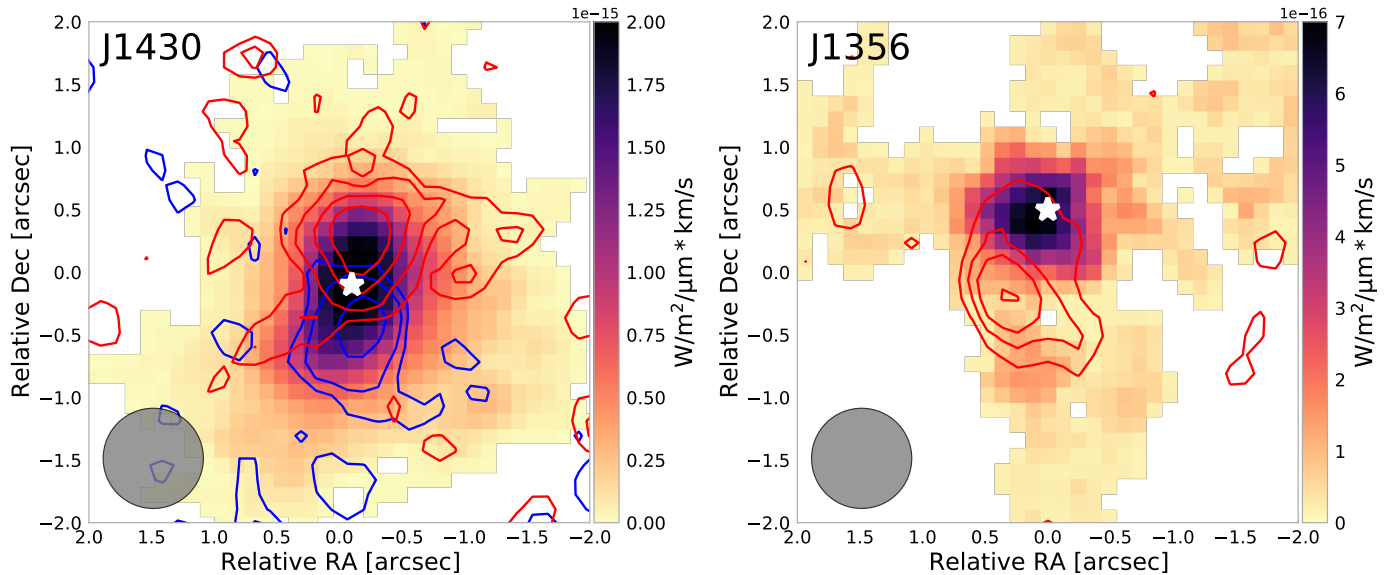 1e−15
J1430
2.0
1.5
1.0
0.5
0.0
−0.5
−1.0
−1.5
−2.0
Relative Dec [arcsec]
2.0 1.5 1.0 0.5 0.0 −0.5 −1.0 −1.5 −2.0
Relative RA [arcsec]
2.00
1.75
1.50
1.25
1.00
0.75
0.50
0.25
0.00
W/m²/μm * km/s
1e−16
J1356
2.0
1.5
1.0
0.5
0.0
−0.5
−1.0
−1.5
−2.0
Relative Dec [arcsec]
2.0 1.5 1.0 0.5 0.0 −0.5 −1.0 −1.5 −2.0
Relative RA [arcsec]
7
6
5
4
3
2
1
0
W/m²/μm * km/s